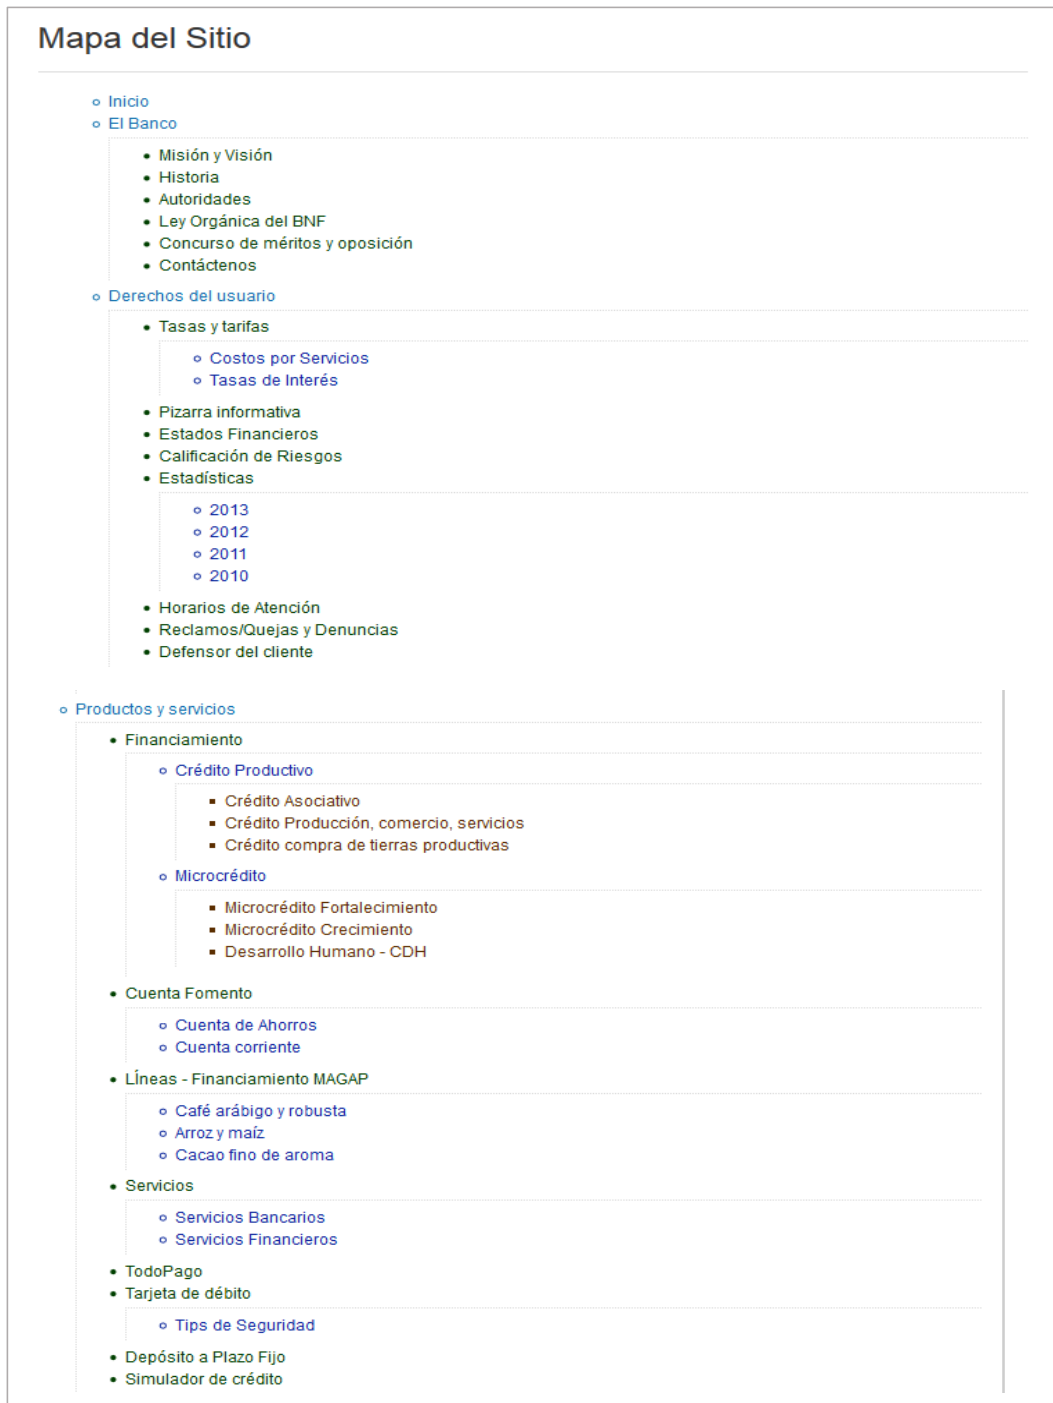 Mapa del Sitio
Inicio
El Banco
Misión y Visión
Historia
Autoridades
Ley Orgánica del BNF
Concurso de méritos y oposición
Contáctenos
Derechos del usuario
Tasas y tarifas
Costos por Servicios
Tasas de Interés
Pizarra informativa
Estados Financieros
Calificación de Riesgos
Estadísticas
2013
2012
2011
2010
Horarios de Atención
Reclamos/Quejas y Denuncias
Defensor del cliente
Productos y servicios
Financiamiento
Crédito Productivo
Crédito Asociativo
Crédito Producción, comercio, servicios
Crédito compra de tierras productivas
Microcrédito
Microcrédito Fortalecimiento
Microcrédito Crecimiento
Desarrollo Humano - CDH
Cuenta Fomento
Cuenta de Ahorros
Cuenta corriente
LÍneas - Financiamiento MAGAP
Café arábigo y robusta
Arroz y maíz
Cacao fino de aroma
Servicios
Servicios Bancarios
Servicios Financieros
TodoPago
Tarjeta de débito
Tips de Seguridad
Depósito a Plazo Fijo
Simulador de crédito